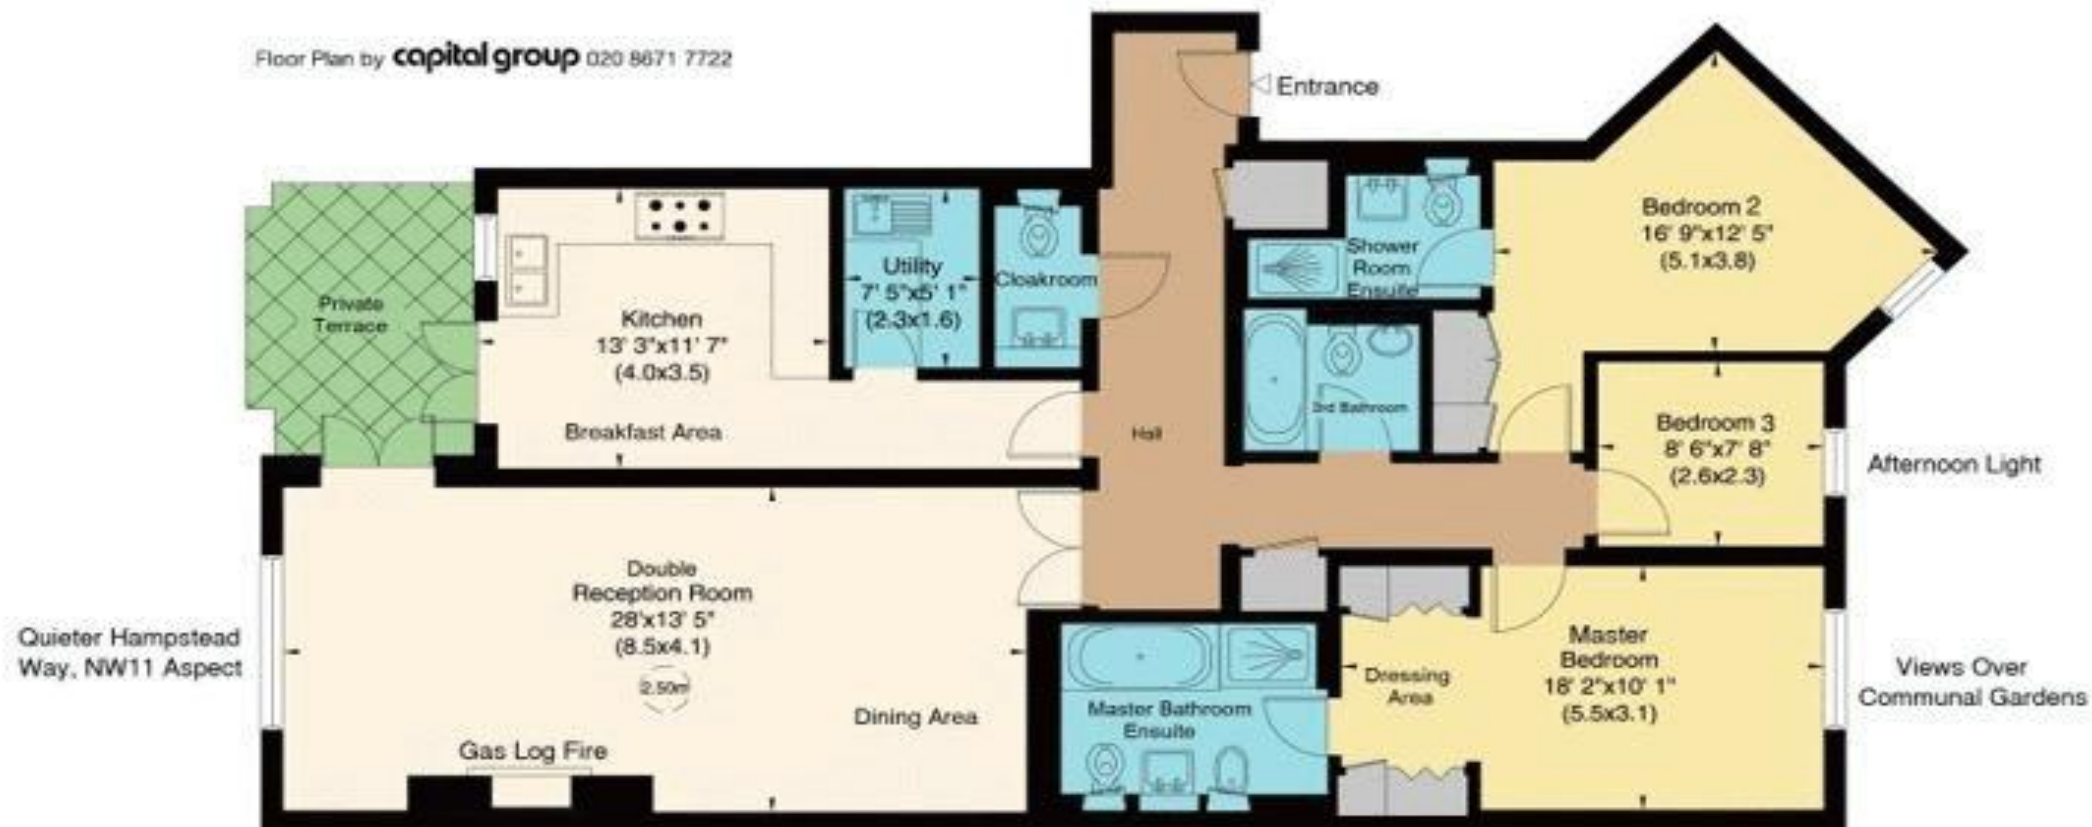 Floor Plan by capital group 020 8671 7722
Entrance
Private
Terrace
Kitchen
13' 3"x11' 7"
(4.0x3.5)
Breakfast Area
Utility
7' 5"x5' 1"
(2.3x1.6)
Cloakroom
Hall
Shower
Room
Ensuite
3rd Bathroom
Bedroom 2
16' 9"x12' 5"
(5.1x3.8)
Bedroom 3
8' 6"x7' 8"
(2.6x2.3)
Afternoon Light
Double
Reception Room
28'x13' 5"
(8.5x4.1)
2.50m
Dining Area
Gas Log Fire
Quieter Hampstead
Way, NW11 Aspect
Master Bathroom
Ensuite
Dressing
Area
Master
Bedroom
18' 2"x10' 1"
(5.5x3.1)
Views Over
Communal Gardens